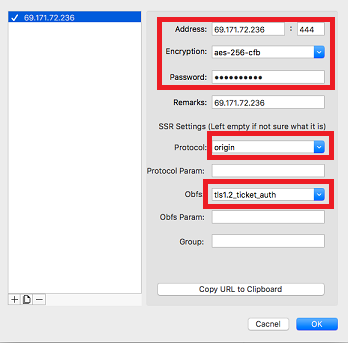 ✓ 69.171.72.236
Address: 69.171.72.236 : 444
Encryption: aes-256-cfb
Password: ●●●●●●●●●●
Remarks: 69.171.72.236
SSR Settings (Left empty if not sure what it is)
Protocol: origin
Protocol Param:
Obfs: tls1.2_ticket_auth
Obfs Param:
Group:
Copy URL to Clipboard
Cacnel OK